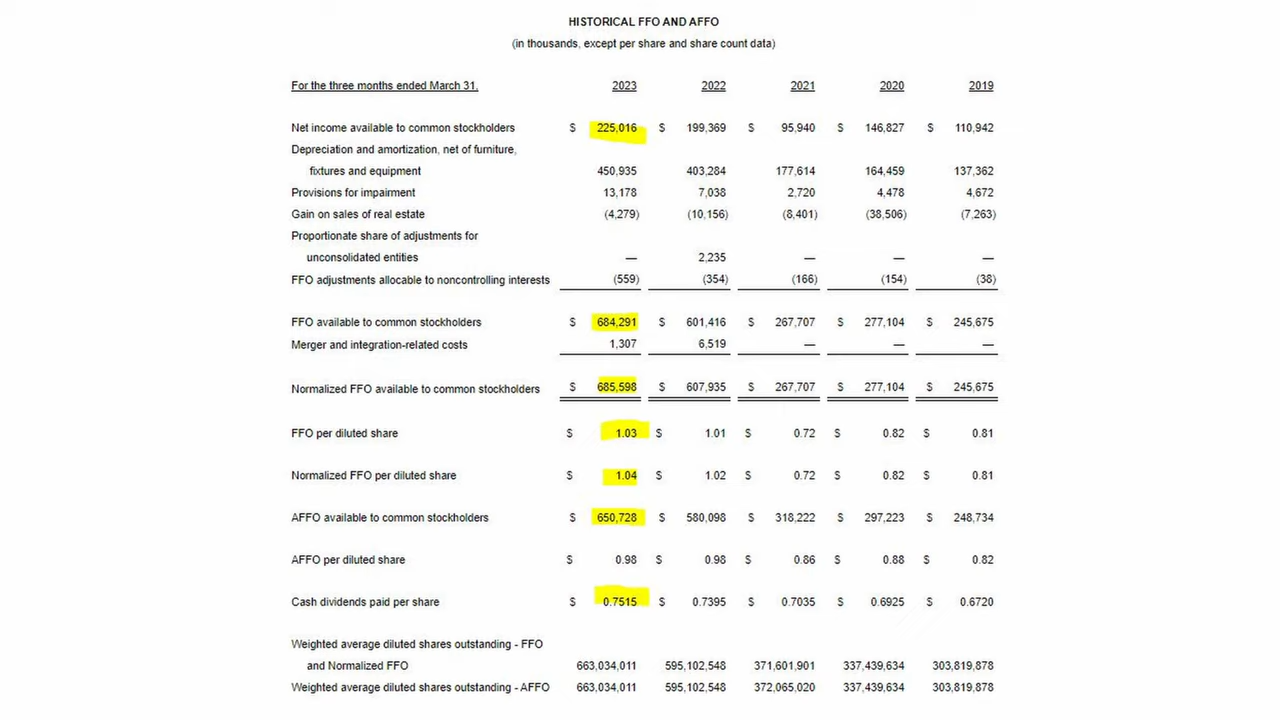 HISTORICAL FFO AND AFFO
(in thousands, except per share and share count data)
For the three months ended March 31, 2023 2022 2021 2020 2019
Net income available to common stockholders $ 225,016 $ 199,369 $ 95,940 $ 146,827 $ 110,942
Depreciation and amortization, net of furniture,
fixtures and equipment 450,935 403,284 177,614 164,459 137,362
Provisions for impairment 13,178 7,038 2,720 4,478 4,672
Gain on sales of real estate (4,279) (10,156) (8,401) (38,506) (7,263)
Proportionate share of adjustments for
unconsolidated entities — 2,235 — — —
FFO adjustments allocable to noncontrolling interests (559) (354) (166) (154) (38)
FFO available to common stockholders $ 684,291 $ 601,416 $ 267,707 $ 277,104 $ 245,675
Merger and integration-related costs 1,307 6,519 — — —
Normalized FFO available to common stockholders $ 685,598 $ 607,935 $ 267,707 $ 277,104 $ 245,675
FFO per diluted share $ 1.03 $ 1.01 $ 0.72 $ 0.82 $ 0.81
Normalized FFO per diluted share $ 1.04 $ 1.02 $ 0.72 $ 0.82 $ 0.81
AFFO available to common stockholders $ 650,728 $ 580,098 $ 318,222 $ 297,223 $ 248,734
AFFO per diluted share $ 0.98 $ 0.98 $ 0.86 $ 0.88 $ 0.82
Cash dividends paid per share $ 0.7515 $ 0.7395 $ 0.7035 $ 0.6925 $ 0.6720
Weighted average diluted shares outstanding - FFO
and Normalized FFO 663,034,011 595,102,548 371,601,901 337,439,634 303,819,878
Weighted average diluted shares outstanding - AFFO 663,034,011 595,102,548 372,065,020 337,439,634 303,819,878